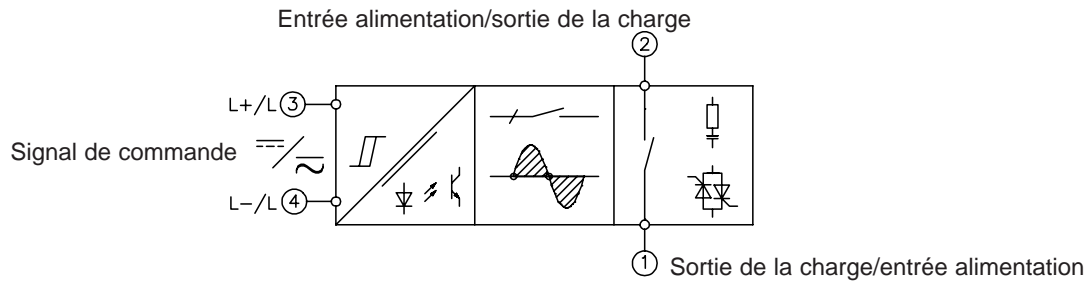 Entrée alimentation/sortie de la charge
2
L+/L 3
Signal de commande
L−/L 4
1 Sortie de la charge/entrée alimentation